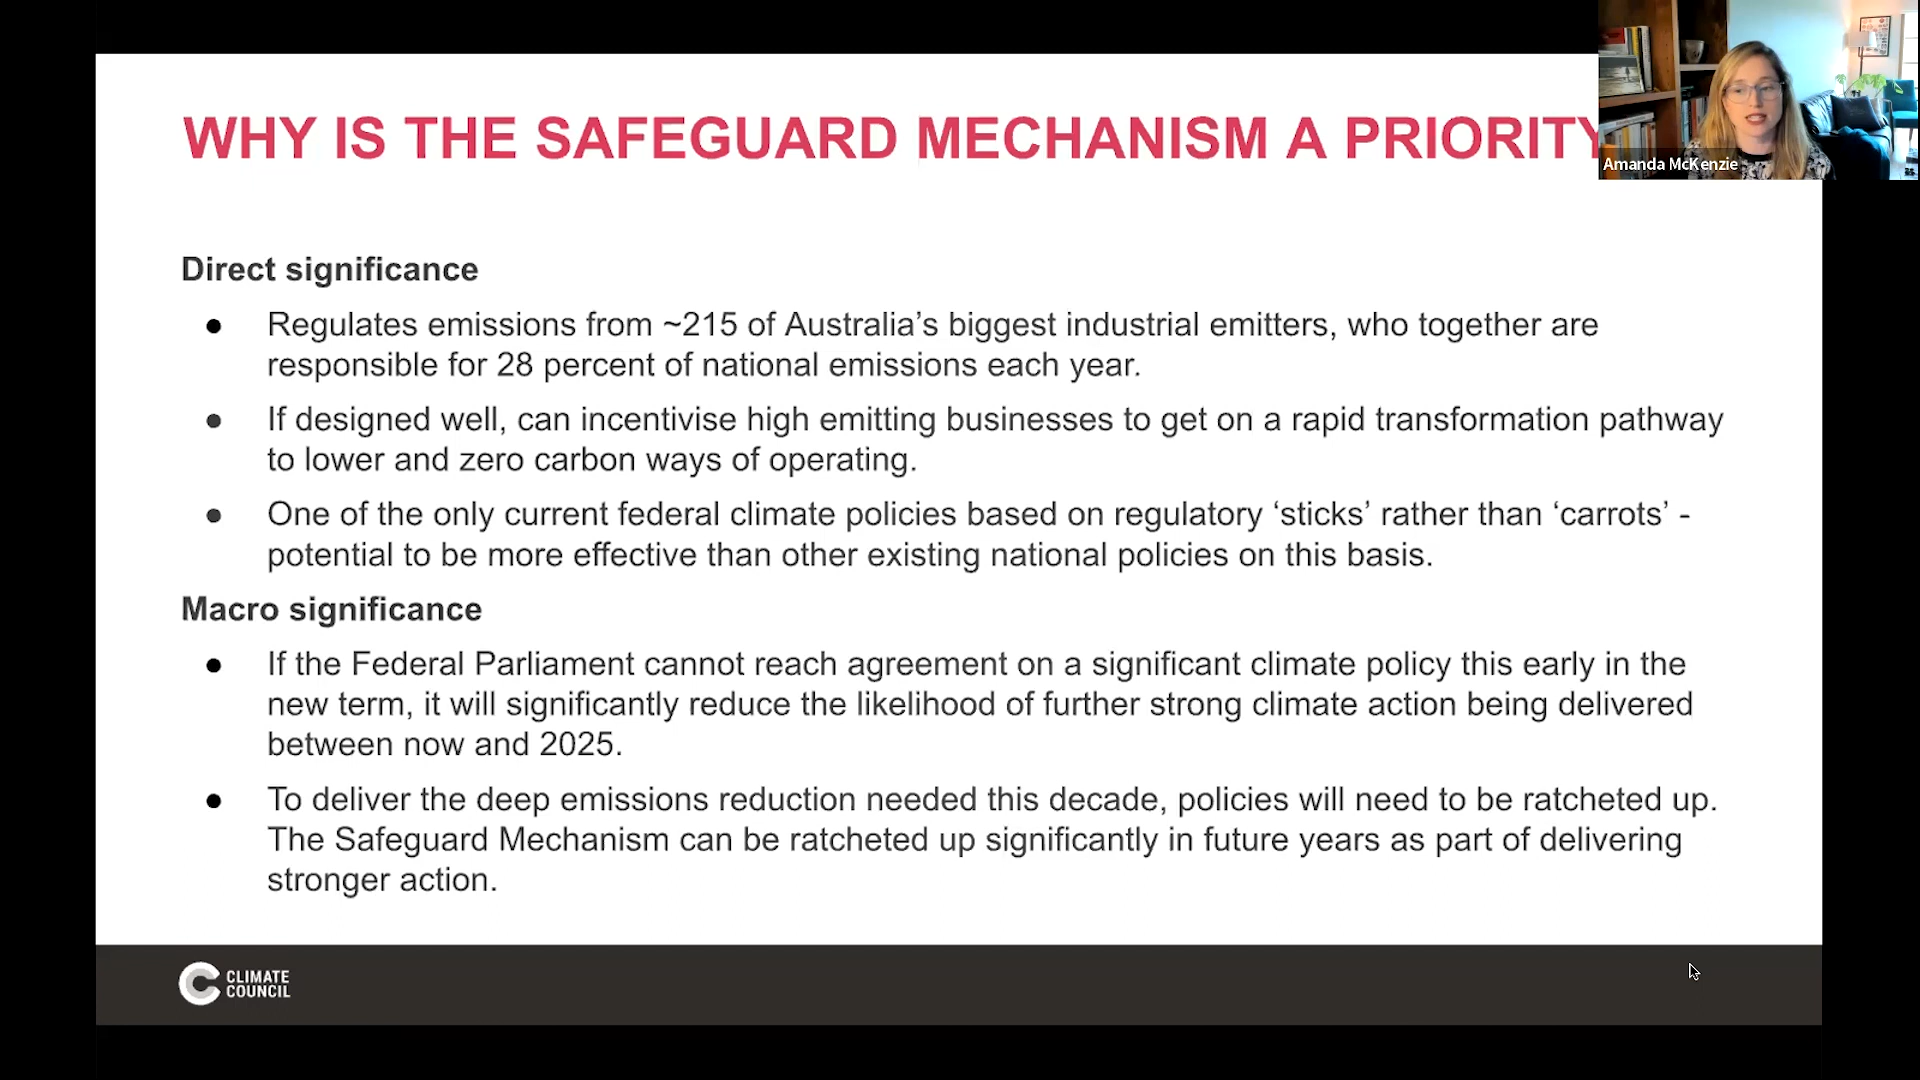 WHY IS THE SAFEGUARD MECHANISM A PRIORITY
Amanda McKenzie
Direct significance
● Regulates emissions from ~215 of Australia’s biggest industrial emitters, who together are
responsible for 28 percent of national emissions each year.
● If designed well, can incentivise high emitting businesses to get on a rapid transformation pathway
to lower and zero carbon ways of operating.
● One of the only current federal climate policies based on regulatory ‘sticks’ rather than ‘carrots’ -
potential to be more effective than other existing national policies on this basis.
Macro significance
● If the Federal Parliament cannot reach agreement on a significant climate policy this early in the
new term, it will significantly reduce the likelihood of further strong climate action being delivered
between now and 2025.
● To deliver the deep emissions reduction needed this decade, policies will need to be ratcheted up.
The Safeguard Mechanism can be ratcheted up significantly in future years as part of delivering
stronger action.
CLIMATE
COUNCIL